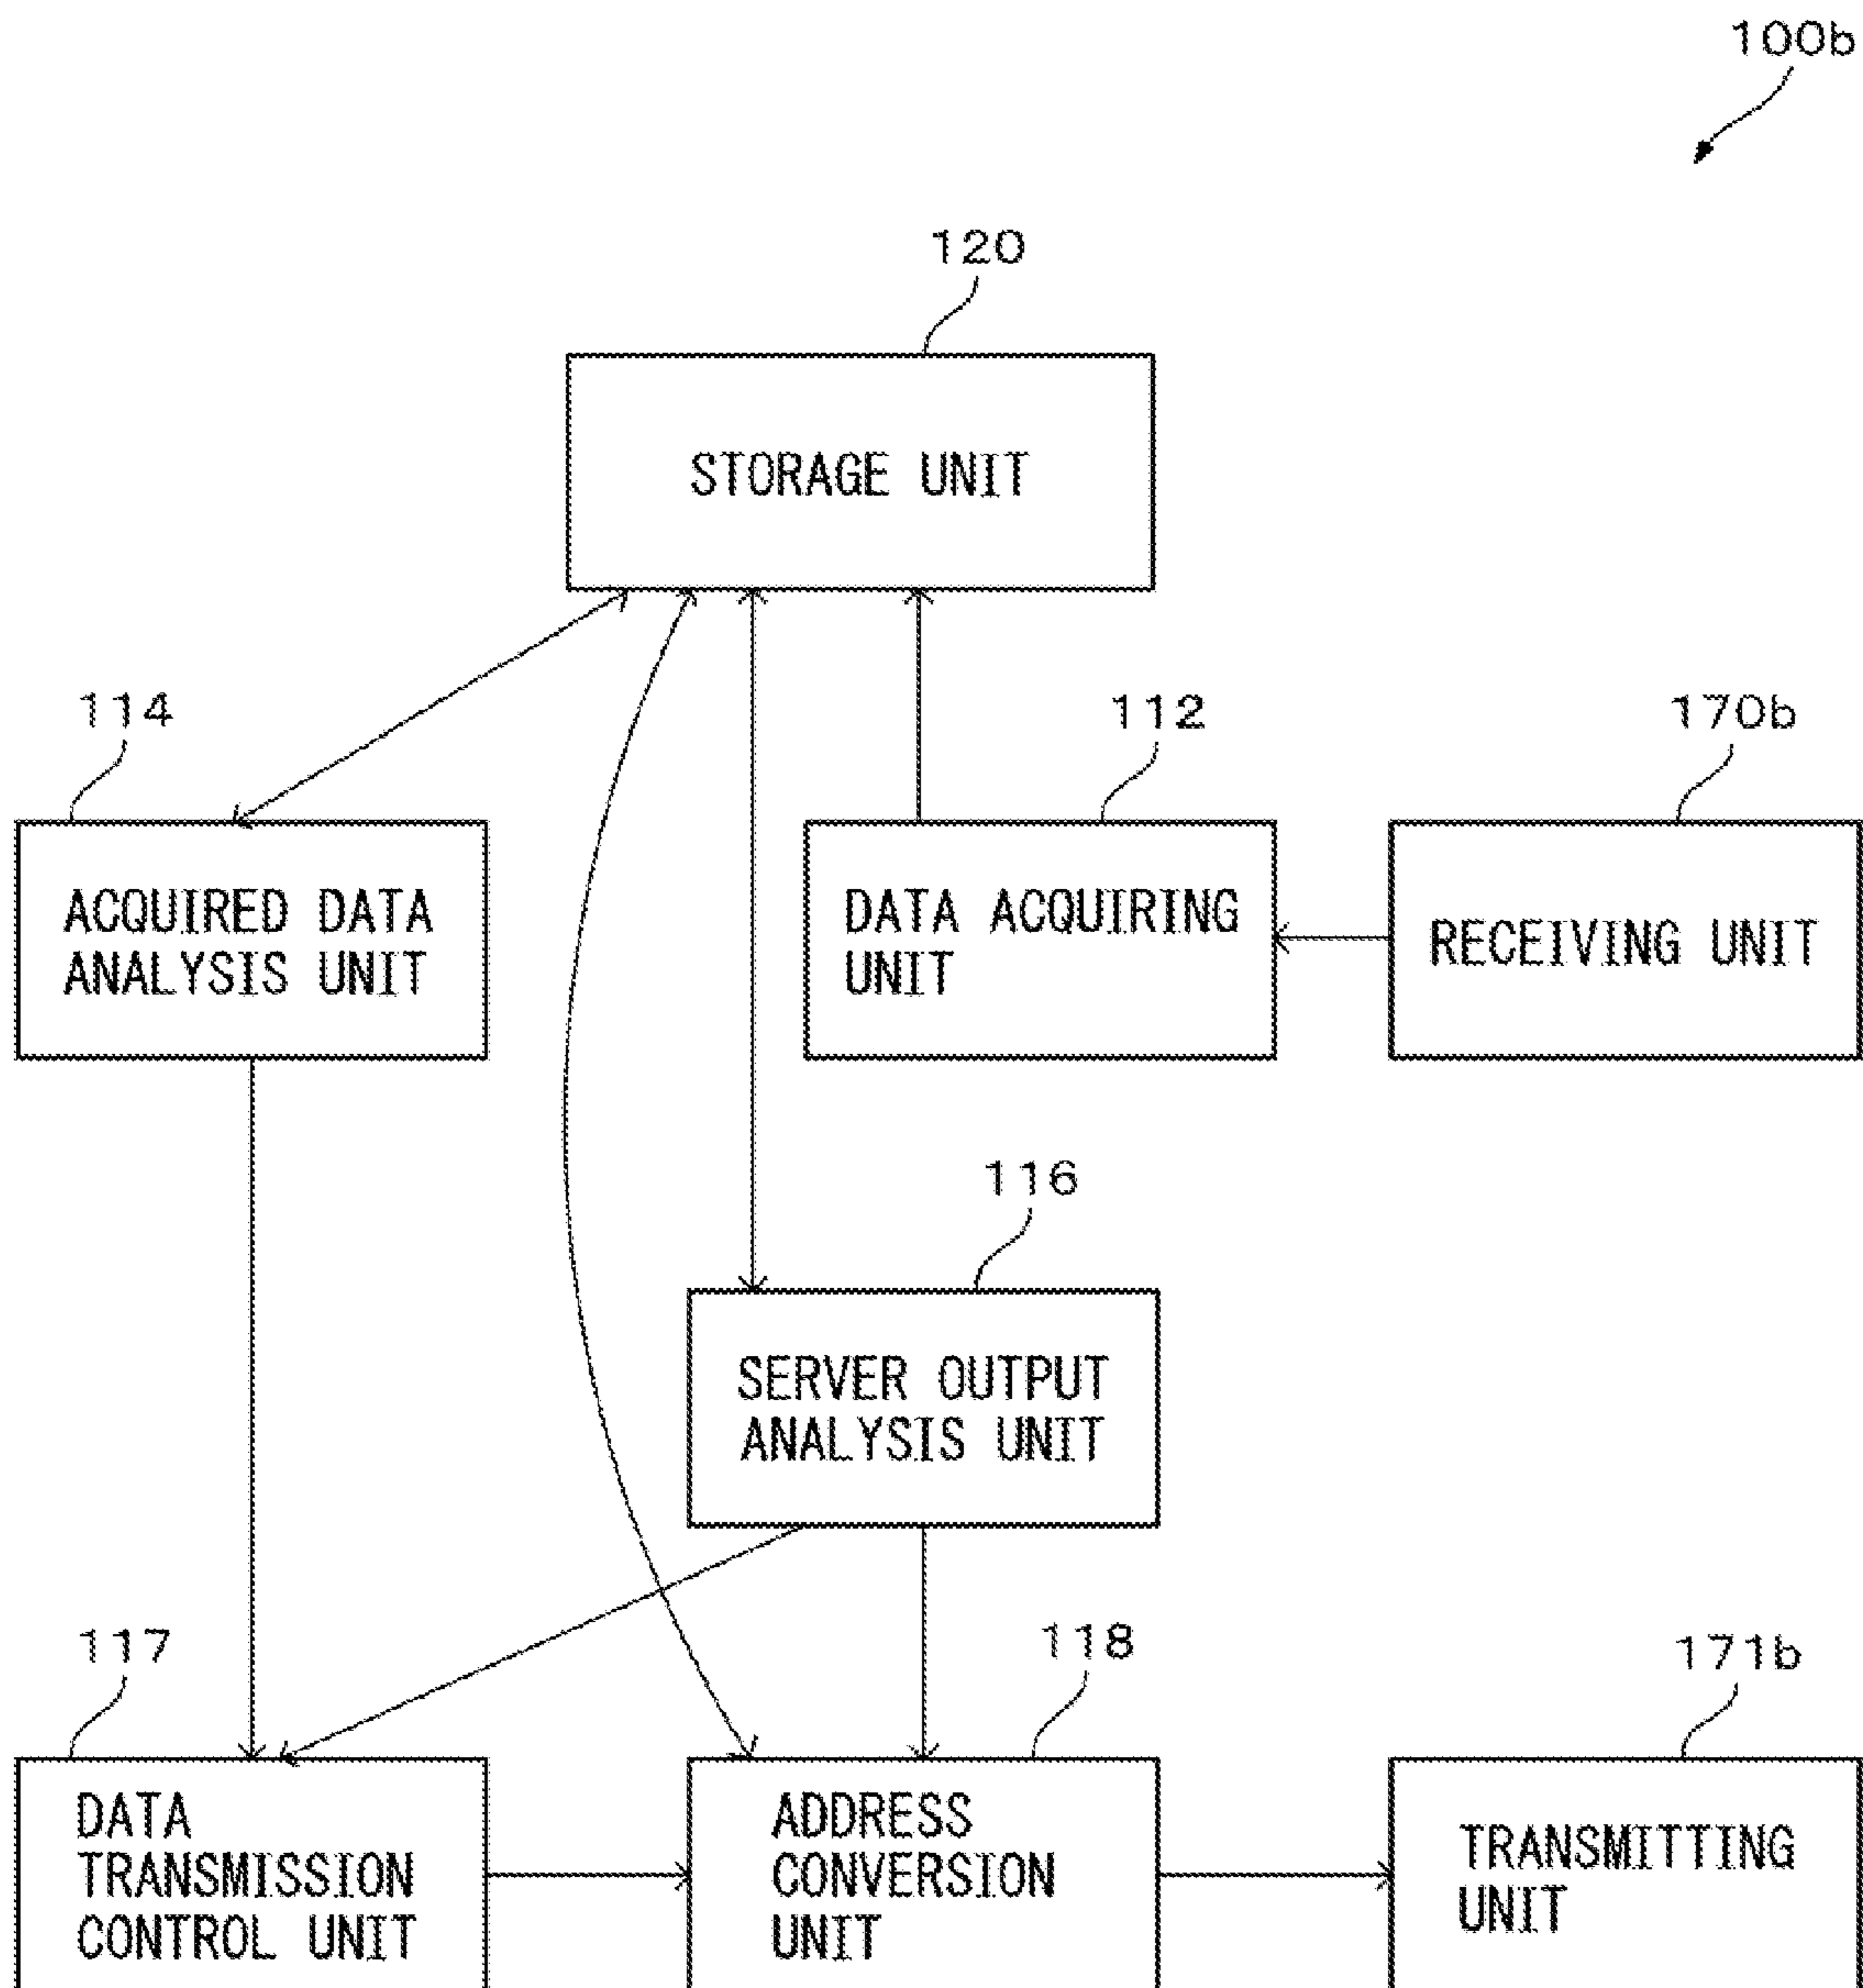 100b
120
STORAGE UNIT
114
112
170b
ACQUIRED DATA
ANALYSIS UNIT
DATA ACQUIRING
UNIT
RECEIVING UNIT
116
SERVER OUTPUT
ANALYSIS UNIT
117
118
171b
DATA
TRANSMISSION
CONTROL UNIT
ADDRESS
CONVERSION
UNIT
TRANSMITTING
UNIT